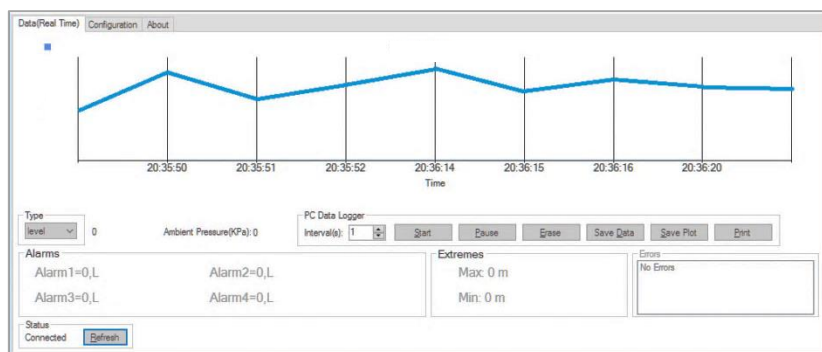 Data(Real Time) Configuration About
20:35:50 20:35:51 20:35:52 20:36:14 20:36:15 20:36:16 20:36:20
Time
Type
level 0 Ambient Pressure(KPa): 0
PC Data Logger
Interval(s): 1 Start Pause Erase Save Data Save Plot Print
Alarms
Alarm1=0,L Alarm2=0,L
Alarm3=0,L Alarm4=0,L
Extremes
Max: 0 m
Min: 0 m
Errors
No Errors
Status
Connected Refresh